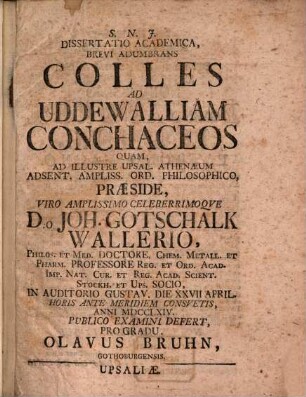 S. N. J.
DISSERTATIO ACADEMICA,
BREVI ADUMBRANS
COLLES
AD
UDDEWALLIAM
CONCHACEOS
QUAM,
AD ILLUSTRE UPSAL. ATHENÆUM
ADSENT. AMPLISS. ORD. PHILOSOPHICO,
PRÆSIDE,
VIRO AMPLISSIMO CELEBERRIMOQVE
D:o JOH. GOTSCHALK
WALLERIO,
PHILOS. ET MED. DOCTORE, CHEM. METALL. ET
PHARM. PROFESSORE REG. ET ORD. ACAD.
IMP. NAT. CUR. ET REG. ACAD. SCIENT.
STOCKH. ET UPS. SOCIO,
IN AUDITORIO GUSTAV. DIE XXVII APRIL.
HORIS ANTE MERIDIEM CONSVETIS,
ANNI MDCCLXIV.
PUBLICO EXAMINI DEFERT,
PRO GRADU,
OLAVUS BRUHN,
GOTHOBURGENSIS.
UPSALIÆ.